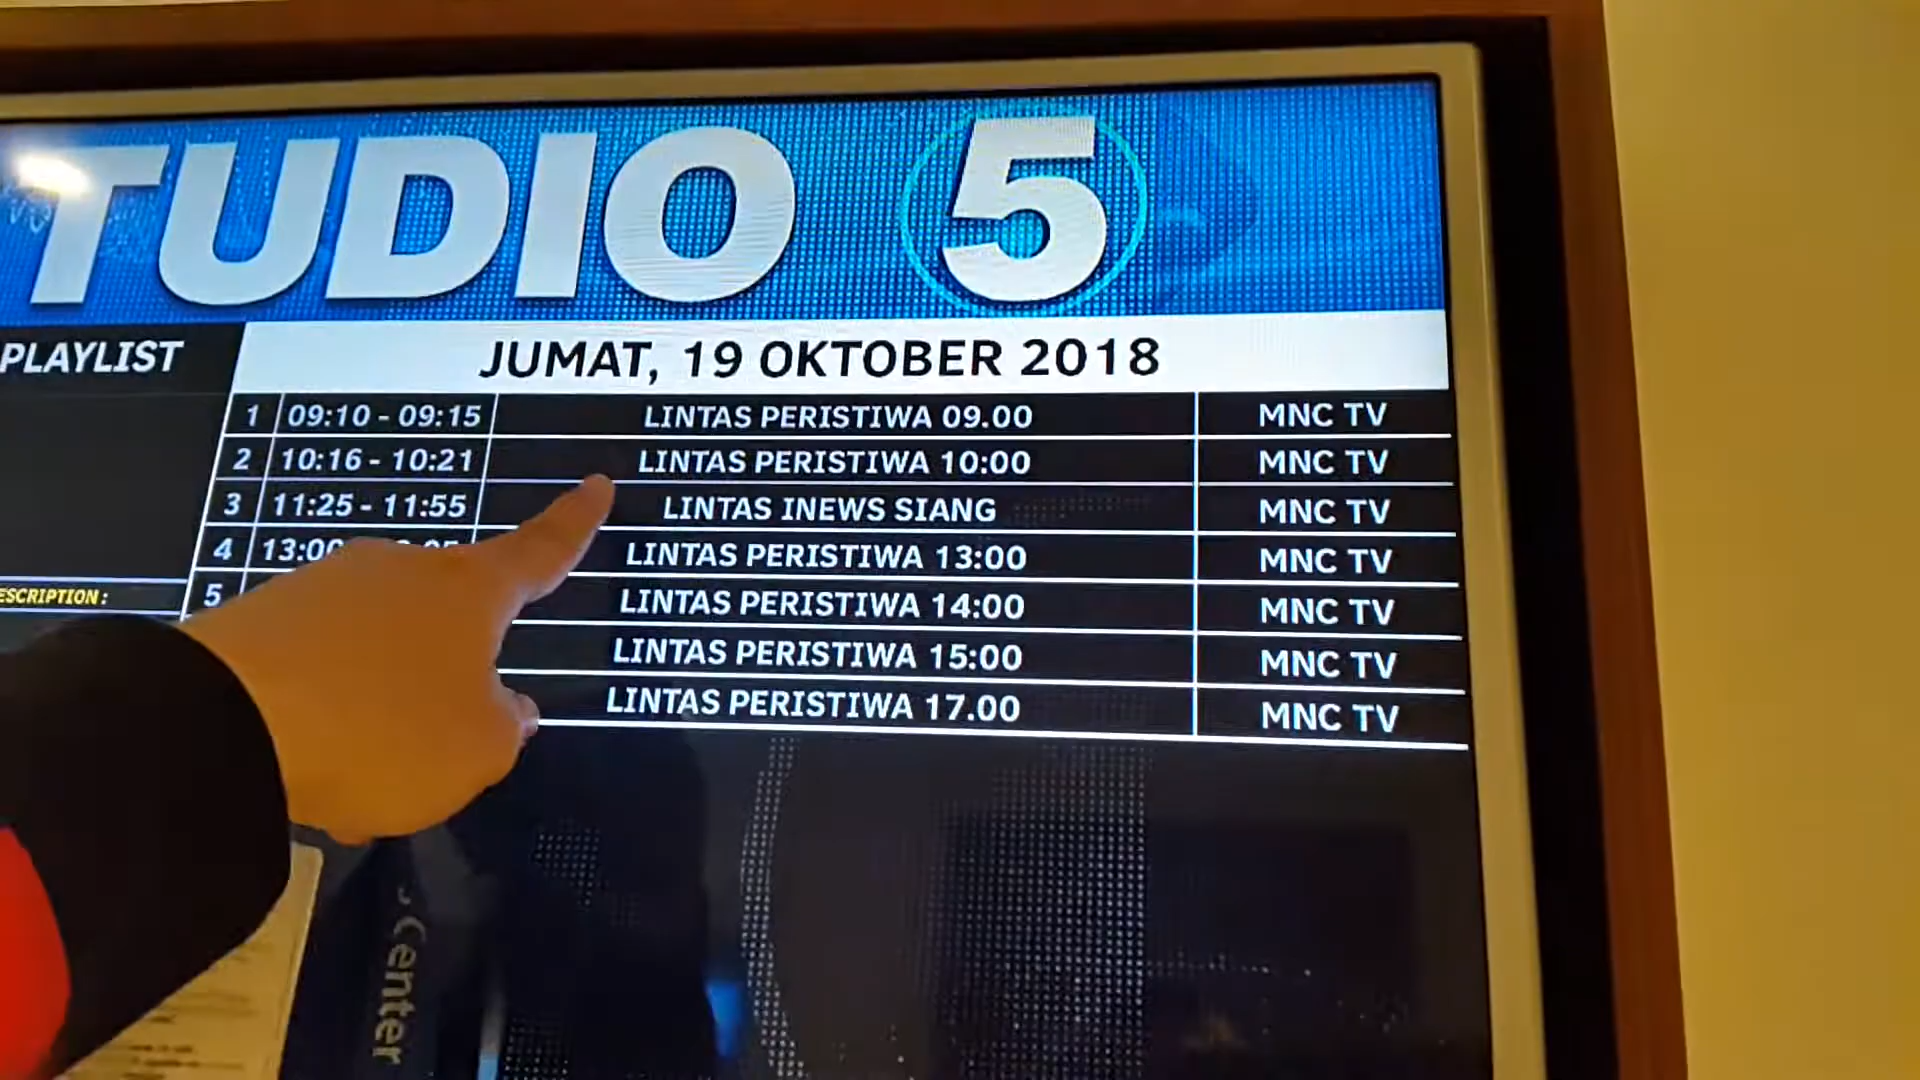 TUDIO 5
PLAYLIST
JUMAT, 19 OKTOBER 2018
1 09:10 - 09:15 LINTAS PERISTIWA 09.00 MNC TV
2 10:16 - 10:21 LINTAS PERISTIWA 10:00 MNC TV
3 11:25 - 11:55 LINTAS INEWS SIANG MNC TV
4 LINTAS PERISTIWA 13:00 MNC TV
5 LINTAS PERISTIWA 14:00 MNC TV
LINTAS PERISTIWA 15:00 MNC TV
LINTAS PERISTIWA 17.00 MNC TV
ESCRIPTION :
Center